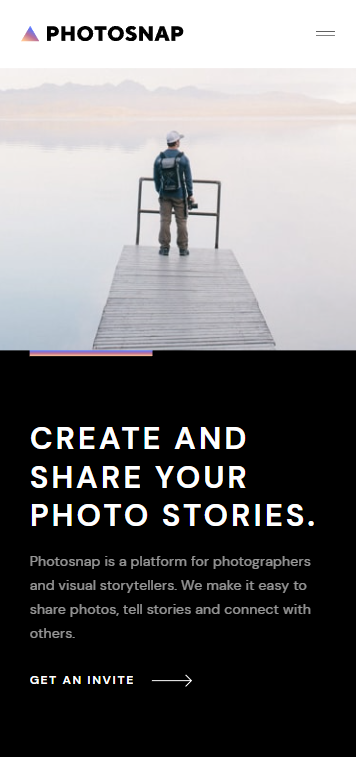 PHOTOSNAP
CREATE AND
SHARE YOUR
PHOTO STORIES.
Photosnap is a platform for photographers
and visual storytellers. We make it easy to
share photos, tell stories and connect with
others.
GET AN INVITE